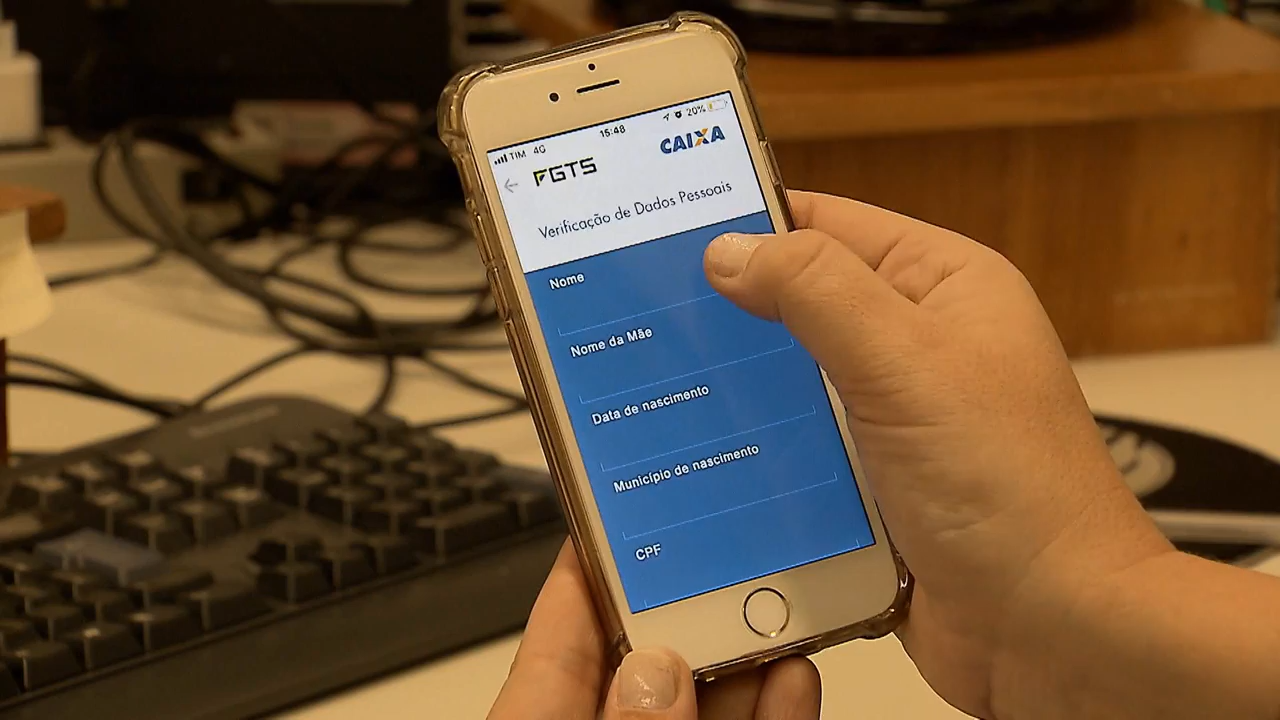 TIM 4G 15:48 20%
FGTS CAIXA
Verificação de Dados Pessoais
Nome
Nome da Mãe
Data de nascimento
Município de nascimento
CPF